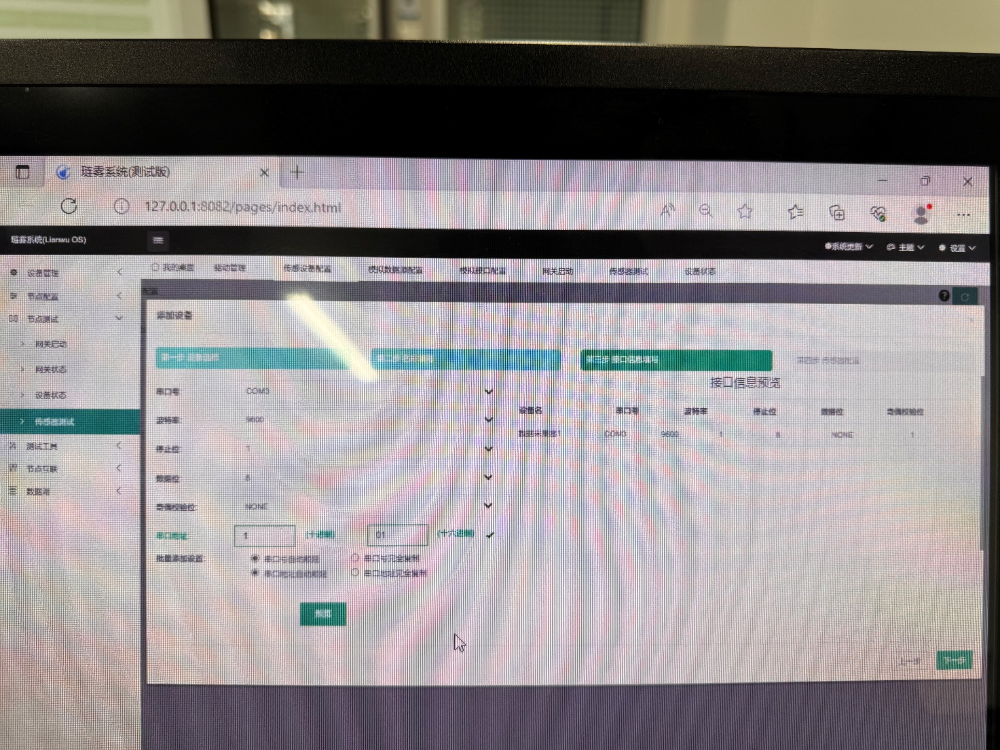 琏雾系统(测试版)
127.0.0.1:8082/pages/index.html
琏雾系统(Lianwu OS)
系统更新
主题
设置
设备管理
节点配置
节点测试
网关启动
网关状态
设备状态
传感器测试
测试工具
节点互联
数据源
我的桌面
驱动管理
传感设备配置
模拟数据源配置
模拟接口配置
网关启动
传感器测试
设备状态
添加设备
第三步 接口信息填写
第四步 传感器配置
串口号: COM3
波特率: 9600
停止位: 1
数据位: 8
奇偶校验位: NONE
串口地址: 1 (十进制) 01 (十六进制)
批量添加设置: 串口号自动顺延 串口号完全复制
串口地址自动顺延 串口地址完全复制
预览
接口信息预览
设备名 串口号 波特率 停止位 数据位 奇偶校验位
数据采集器1 COM3 9600 1 8 NONE 1
上一步
下一步